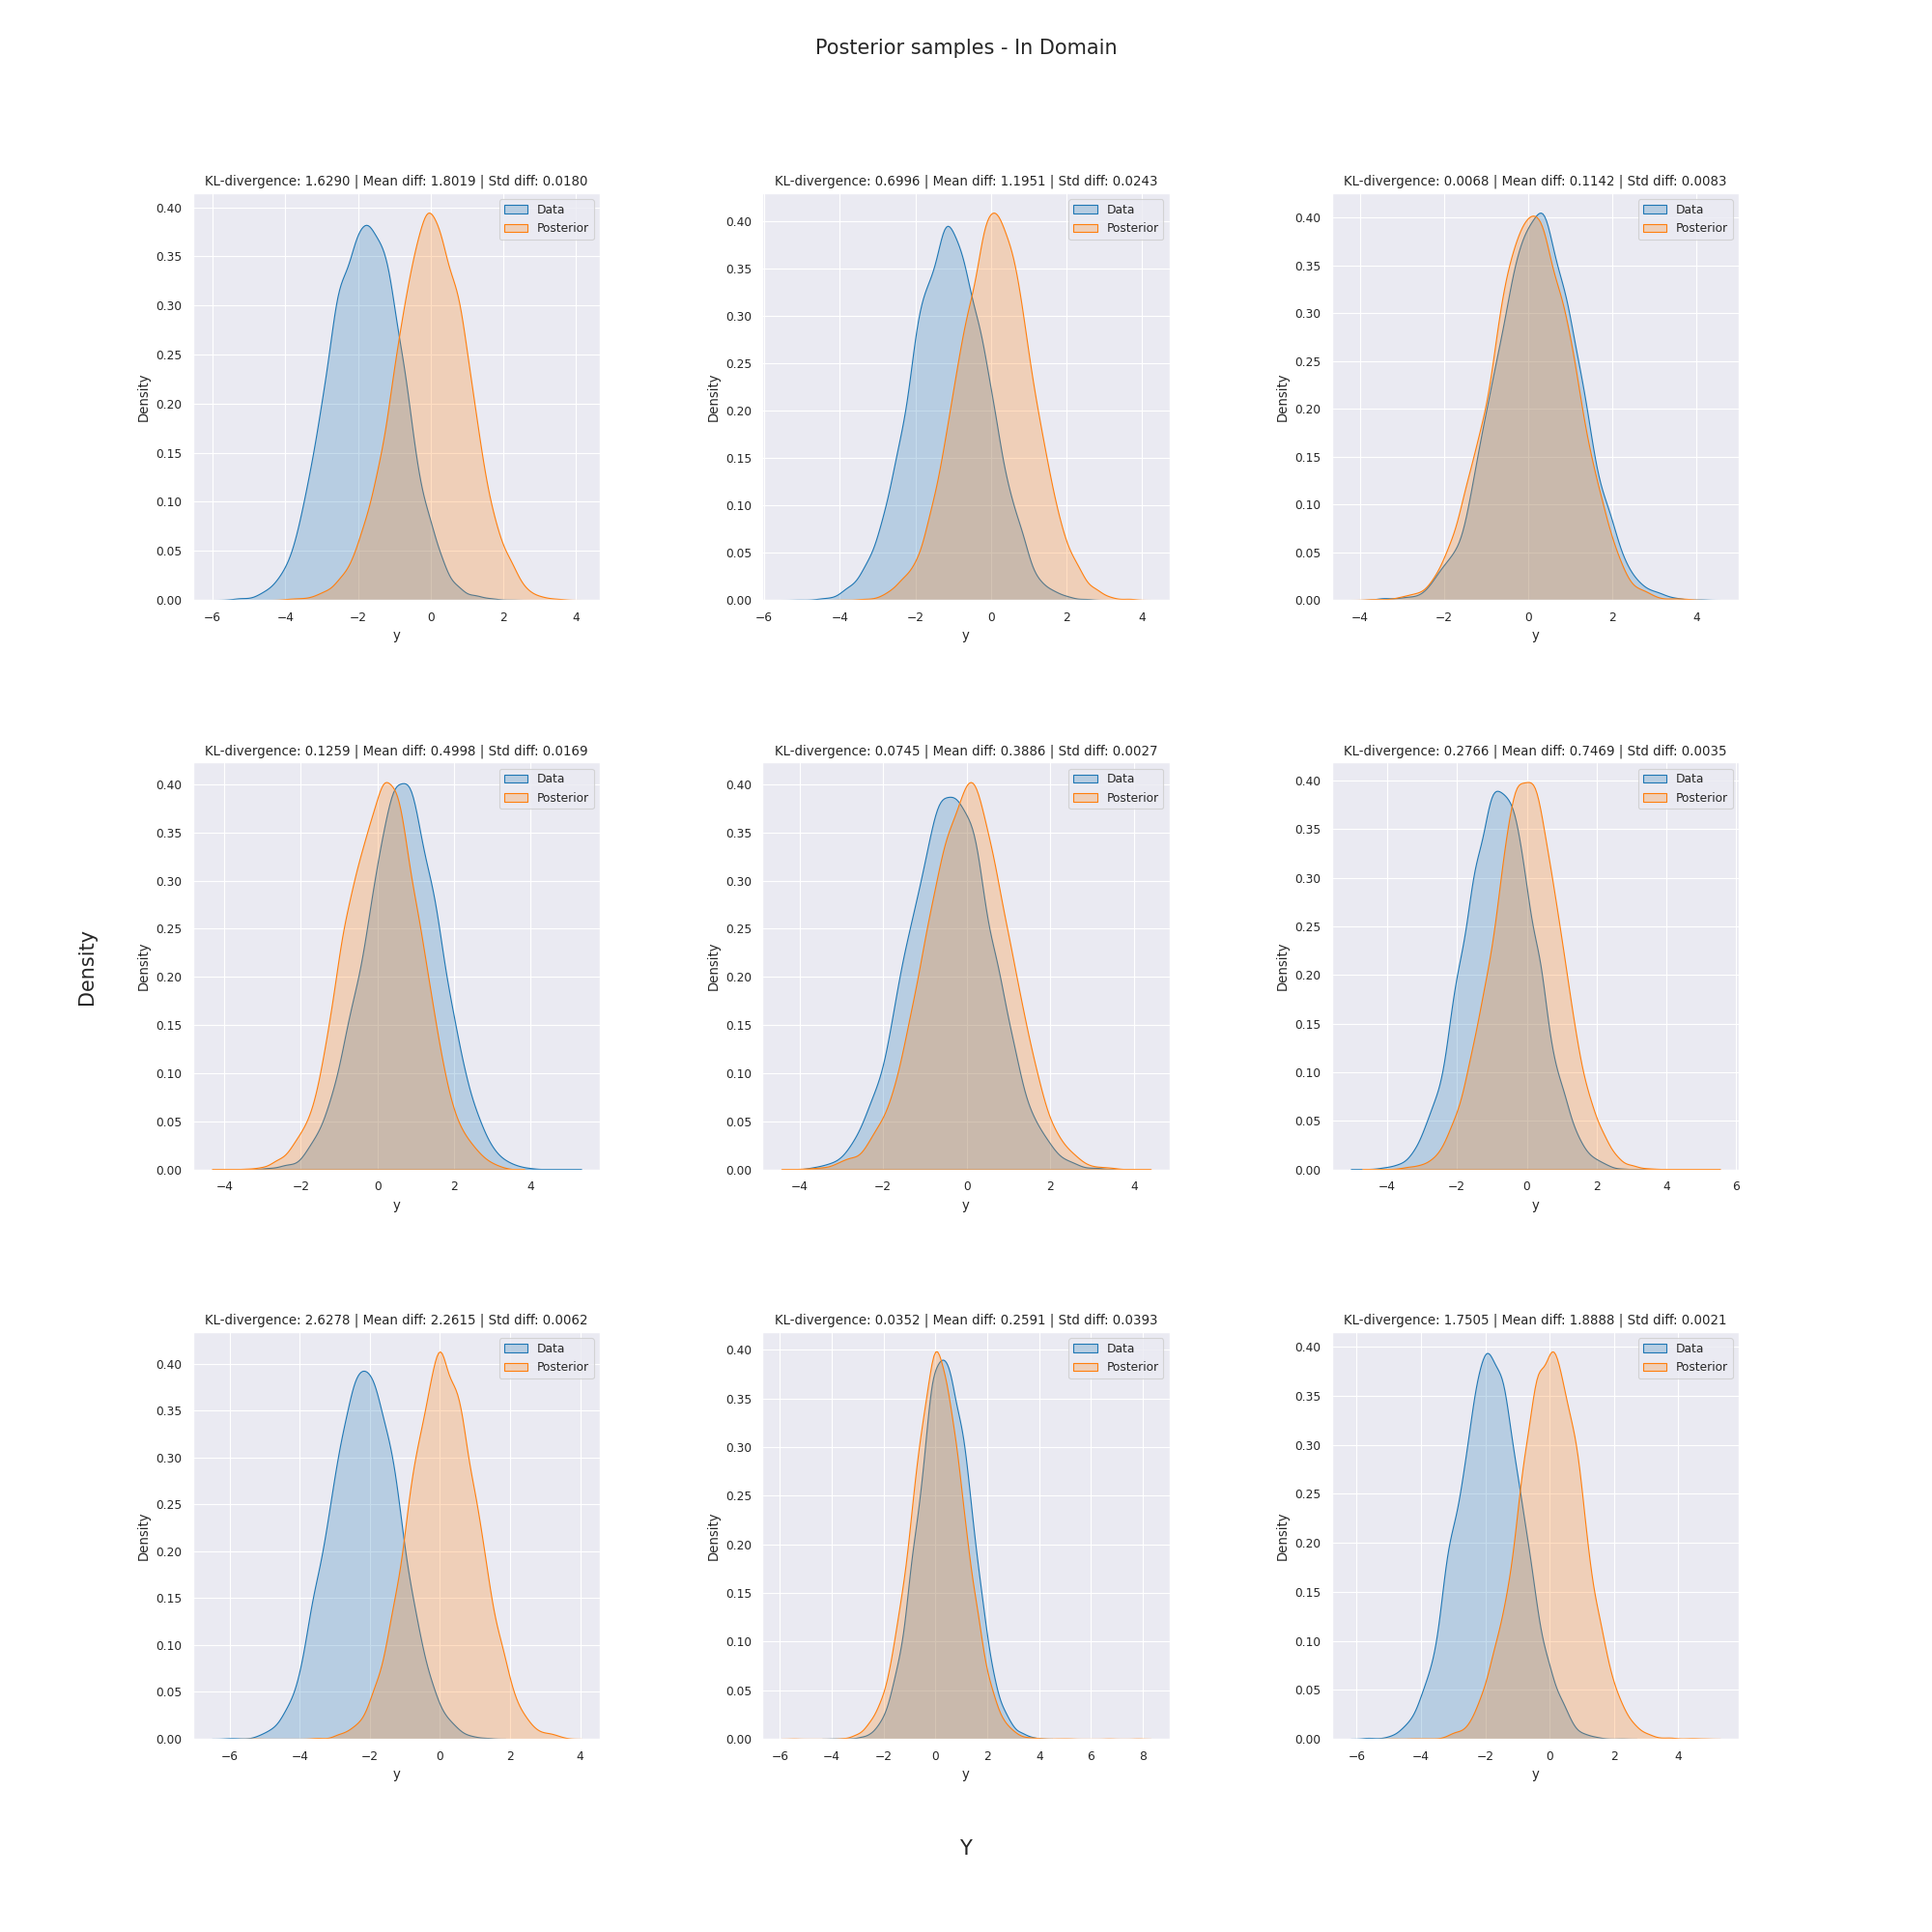 Posterior samples - In Domain
KL-divergence: 1.6290 | Mean diff: 1.8019 | Std diff: 0.0180
Data
Posterior
0.40
0.35
0.30
0.25
0.20
0.15
0.10
0.05
0.00
Density
−6 −4 −2 0 2 4
y
KL-divergence: 0.6996 | Mean diff: 1.1951 | Std diff: 0.0243
Data
Posterior
0.40
0.35
0.30
0.25
0.20
0.15
0.10
0.05
0.00
Density
−6 −4 −2 0 2 4
y
KL-divergence: 0.0068 | Mean diff: 0.1142 | Std diff: 0.0083
Data
Posterior
0.40
0.35
0.30
0.25
0.20
0.15
0.10
0.05
0.00
Density
−4 −2 0 2 4
y
Density
KL-divergence: 0.1259 | Mean diff: 0.4998 | Std diff: 0.0169
Data
Posterior
0.40
0.35
0.30
0.25
0.20
0.15
0.10
0.05
0.00
Density
−4 −2 0 2 4
y
KL-divergence: 0.0745 | Mean diff: 0.3886 | Std diff: 0.0027
Data
Posterior
0.40
0.35
0.30
0.25
0.20
0.15
0.10
0.05
0.00
Density
−4 −2 0 2 4
y
KL-divergence: 0.2766 | Mean diff: 0.7469 | Std diff: 0.0035
Data
Posterior
0.40
0.35
0.30
0.25
0.20
0.15
0.10
0.05
0.00
Density
−4 −2 0 2 4 6
y
KL-divergence: 2.6278 | Mean diff: 2.2615 | Std diff: 0.0062
Data
Posterior
0.40
0.35
0.30
0.25
0.20
0.15
0.10
0.05
0.00
Density
−6 −4 −2 0 2 4
y
KL-divergence: 0.0352 | Mean diff: 0.2591 | Std diff: 0.0393
Data
Posterior
0.40
0.35
0.30
0.25
0.20
0.15
0.10
0.05
0.00
Density
−6 −4 −2 0 2 4 6 8
y
KL-divergence: 1.7505 | Mean diff: 1.8888 | Std diff: 0.0021
Data
Posterior
0.40
0.35
0.30
0.25
0.20
0.15
0.10
0.05
0.00
Density
−6 −4 −2 0 2 4
y
Y